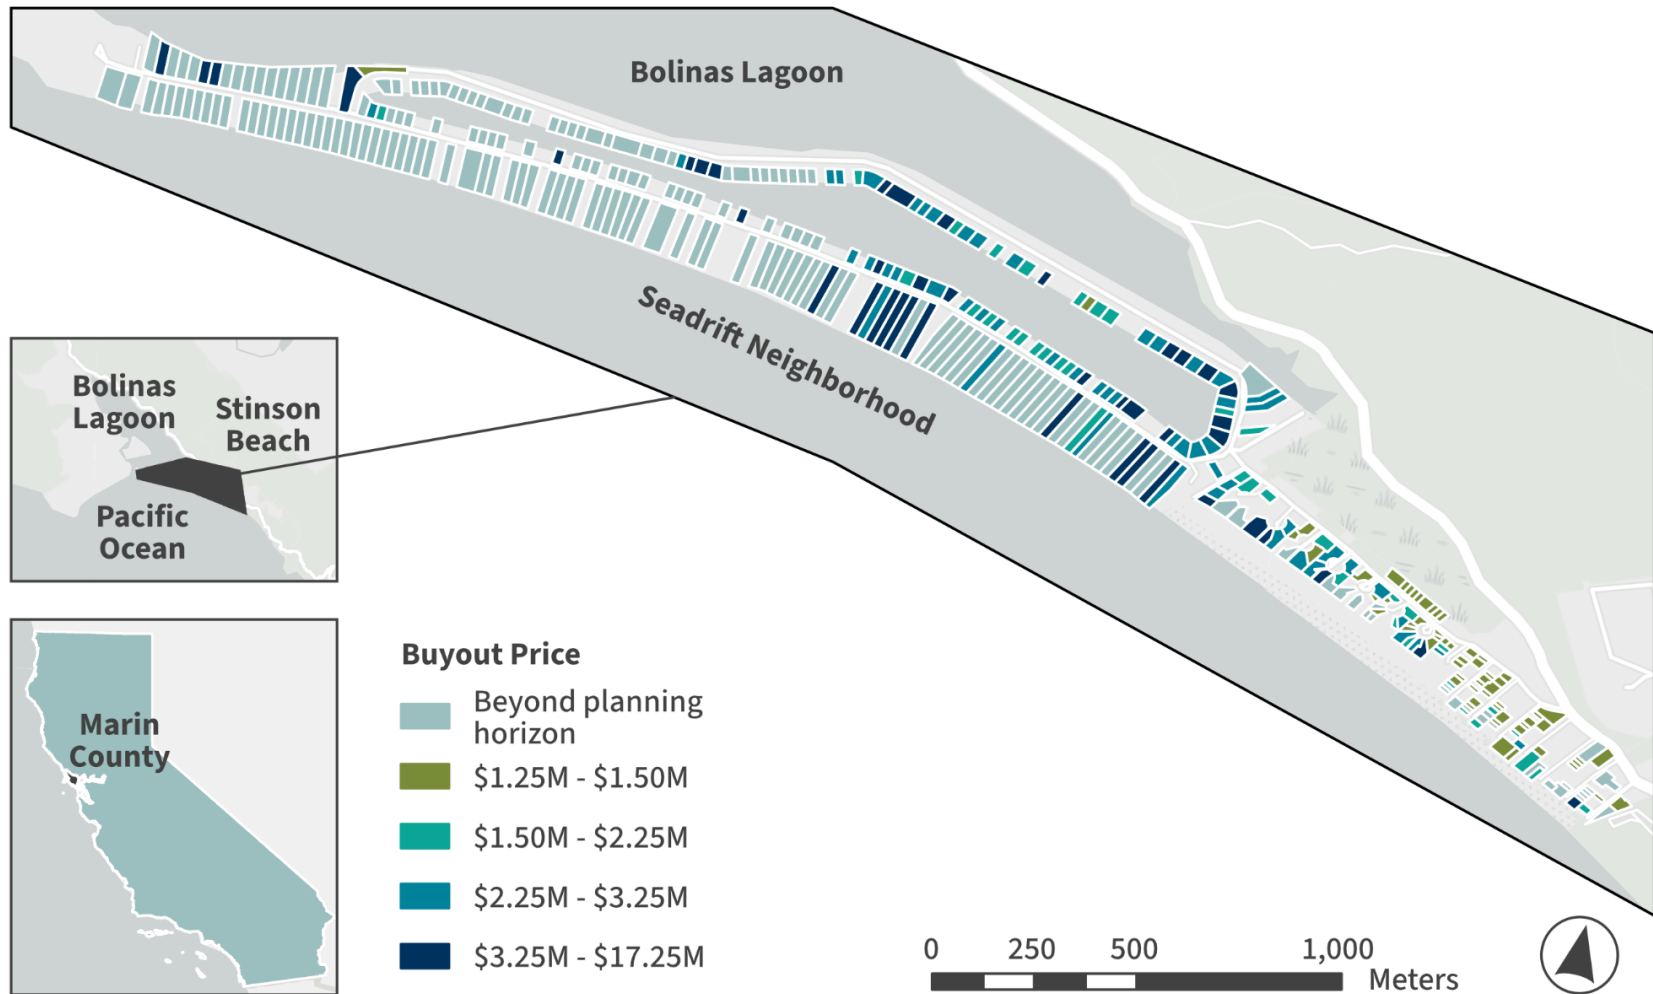 Bolinas Lagoon
Seadrift Neighborhood
Bolinas
Lagoon
Stinson
Beach
Pacific
Ocean
Marin
County
Buyout Price
Beyond planning
horizon
$1.25M - $1.50M
$1.50M - $2.25M
$2.25M - $3.25M
$3.25M - $17.25M
0 250 500 1,000
Meters